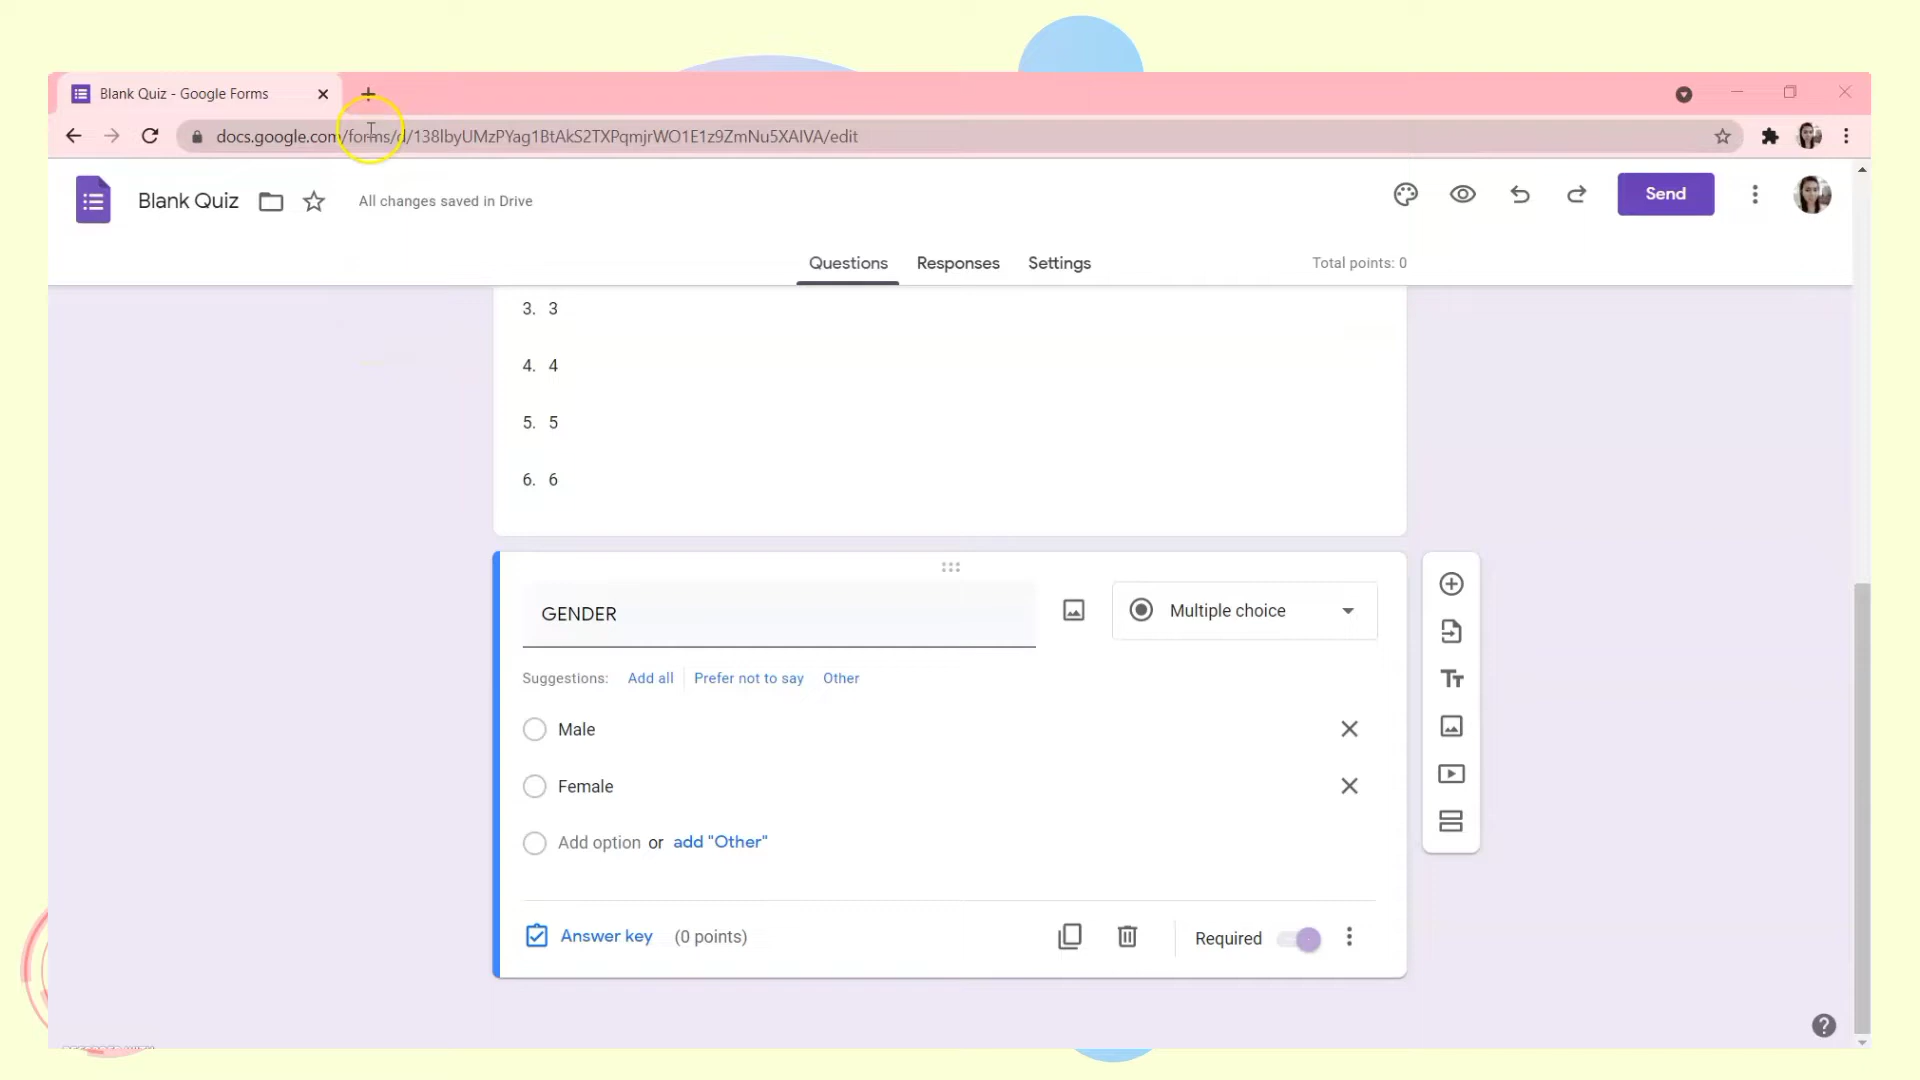 Blank Quiz - Google Forms
docs.google.com/forms/d/138lbyUMzPYag1BtAkS2TXPqmjrWO1E1z9ZmNu5XAIVA/edit
Blank Quiz
All changes saved in Drive
Send
Questions
Responses
Settings
Total points: 0
3. 3
4. 4
5. 5
6. 6
GENDER
Multiple choice
Suggestions: Add all Prefer not to say Other
Male
Female
Add option or add "Other"
Answer key (0 points)
Required